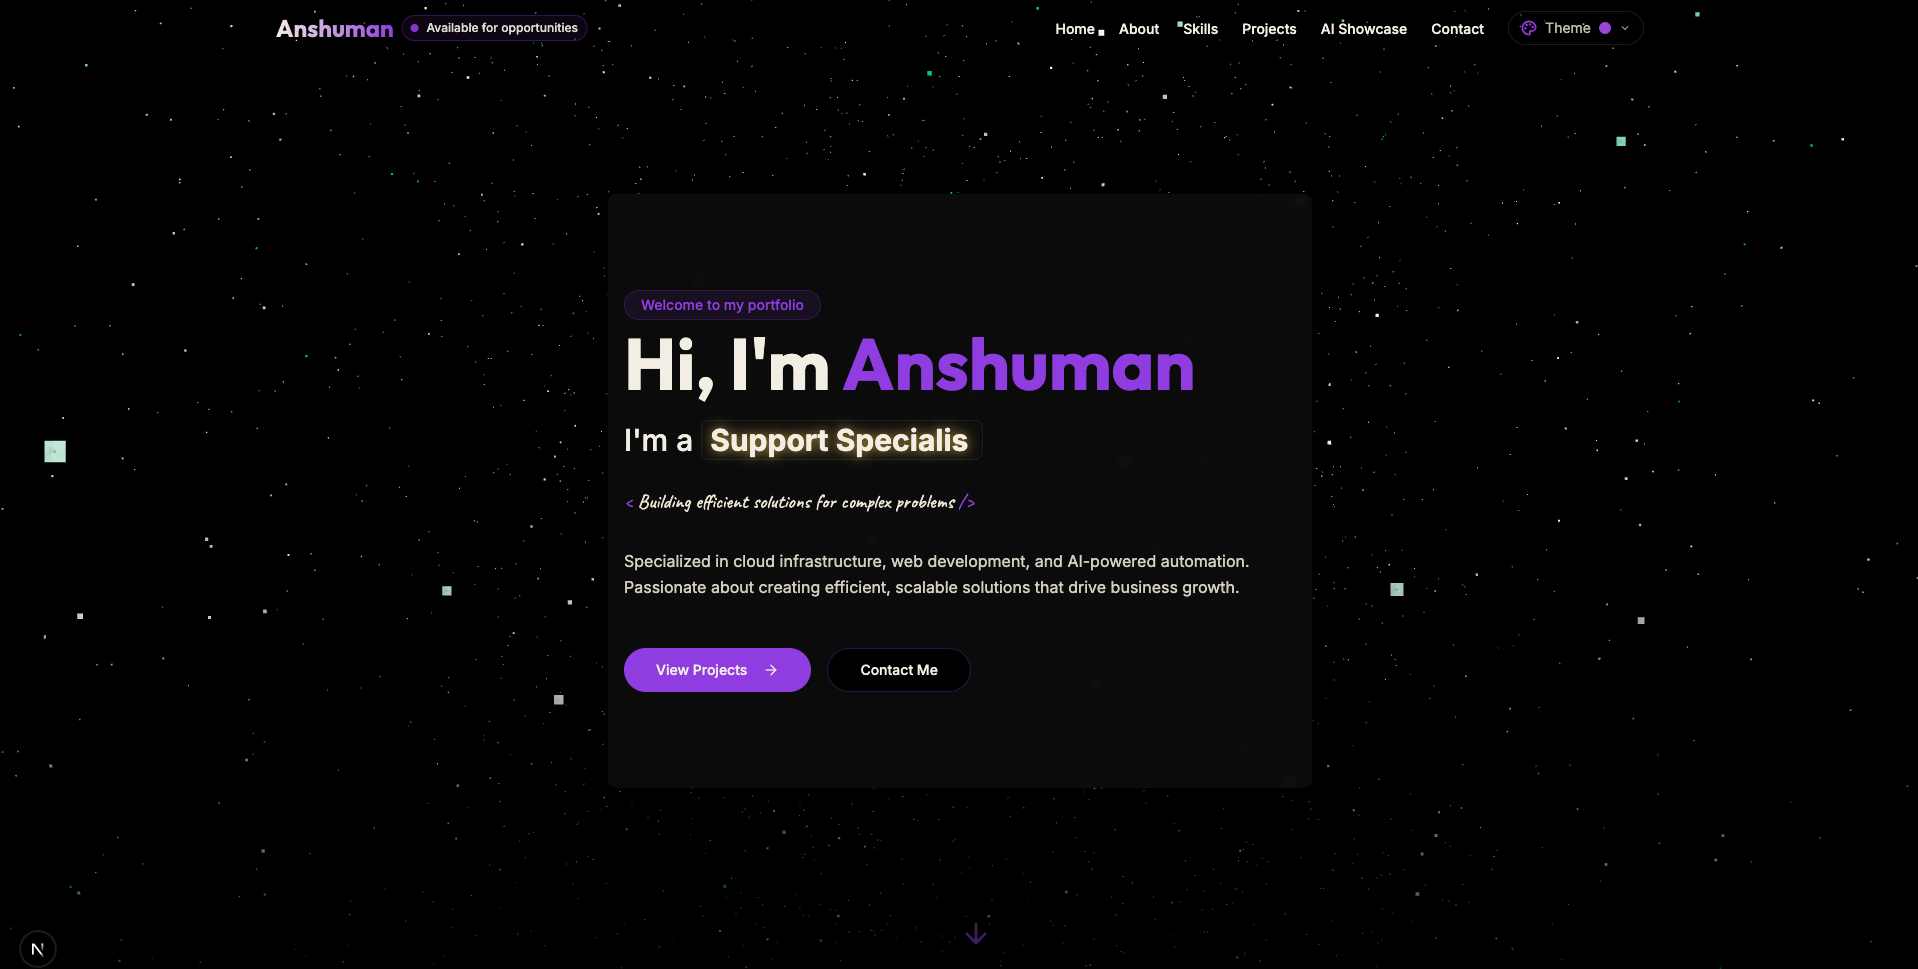 Anshuman Available for opportunities Home About Skills Projects AI Showcase Contact Theme
Welcome to my portfolio
Hi, I'm Anshuman
I'm a Support Specialis
< Building efficient solutions for complex problems />
Specialized in cloud infrastructure, web development, and AI-powered automation.
Passionate about creating efficient, scalable solutions that drive business growth.
View Projects → Contact Me
N